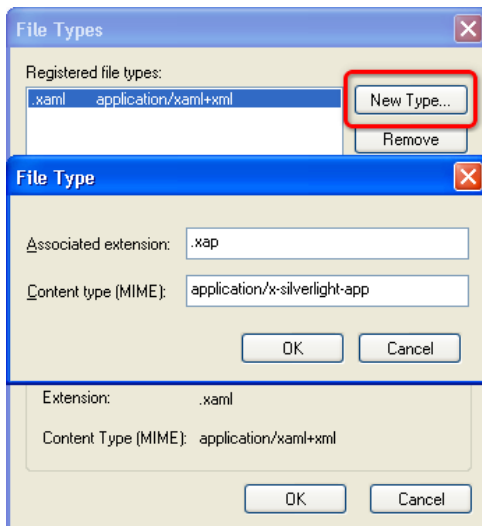 File Types
Registered file types:
.xaml application/xaml+xml
New Type...
Remove
File Type
Associated extension: .xap
Content type (MIME): application/x-silverlight-app
OK Cancel
Extension: .xaml
Content Type (MIME): application/xaml+xml
OK Cancel